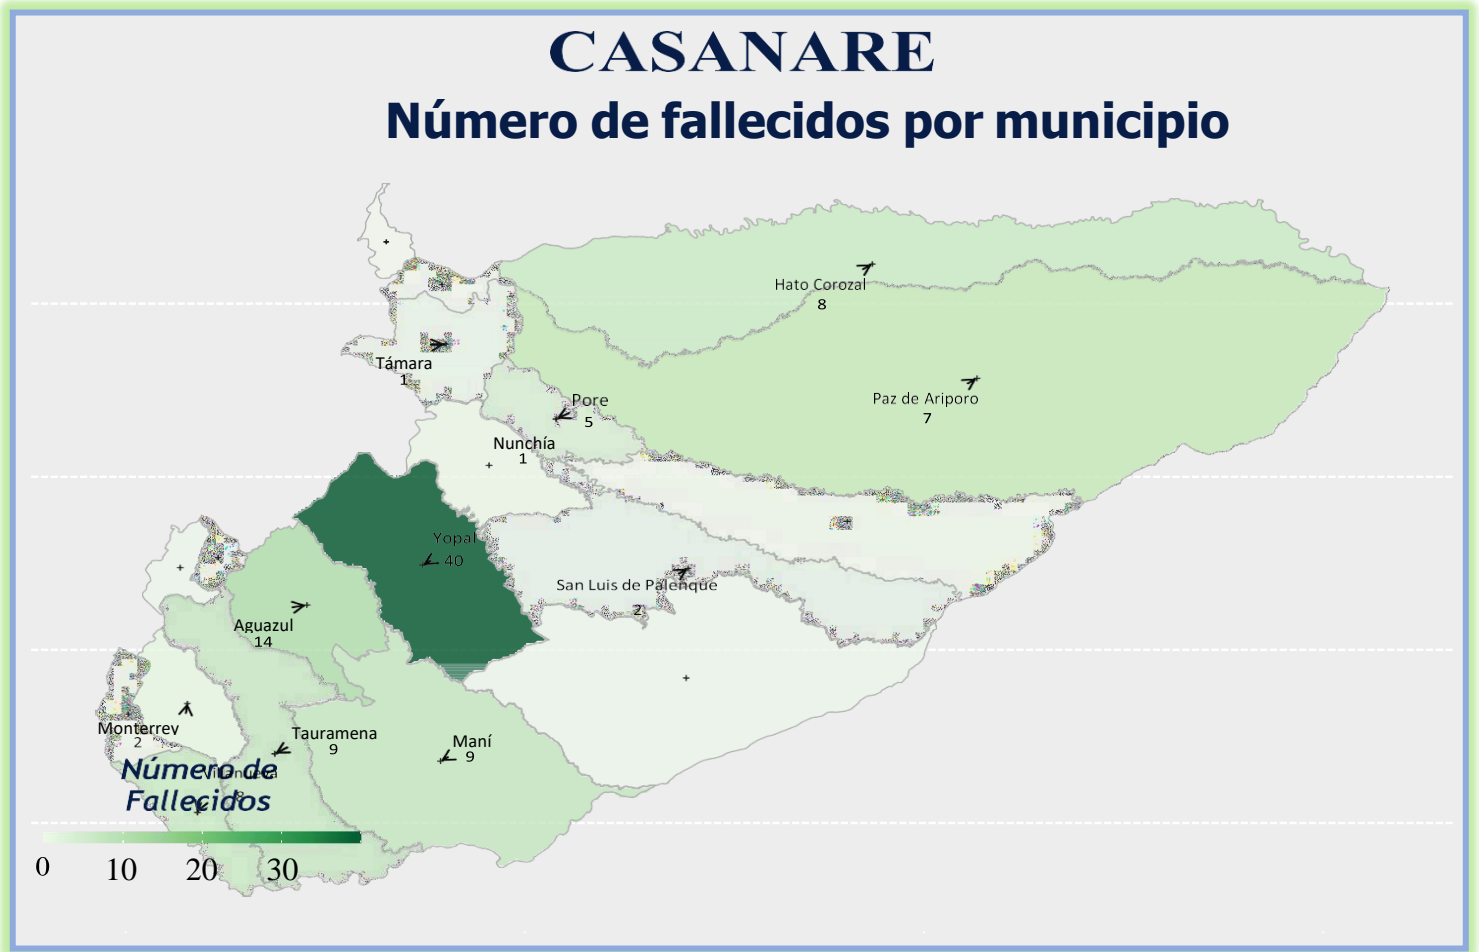 CASANARE
Número de fallecidos por municipio
Hato Corozal
8
Támara
1
Paz de Ariporo
7
Pore
5
Nunchía
1
Yopal
40
San Luis de Palenque
2
Aguazul
14
Monterrey
2
Tauramena
9
Maní
9
Villanueva
8
Número de
Fallecidos
0 10 20 30